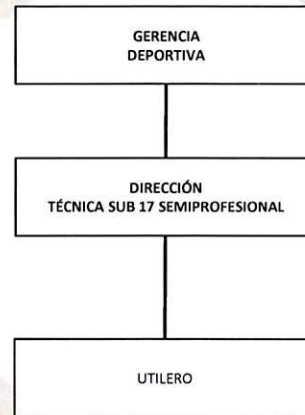 GERENCIA
DEPORTIVA
DIRECCIÓN
TÉCNICA SUB 17 SEMIPROFESIONAL
UTILERO